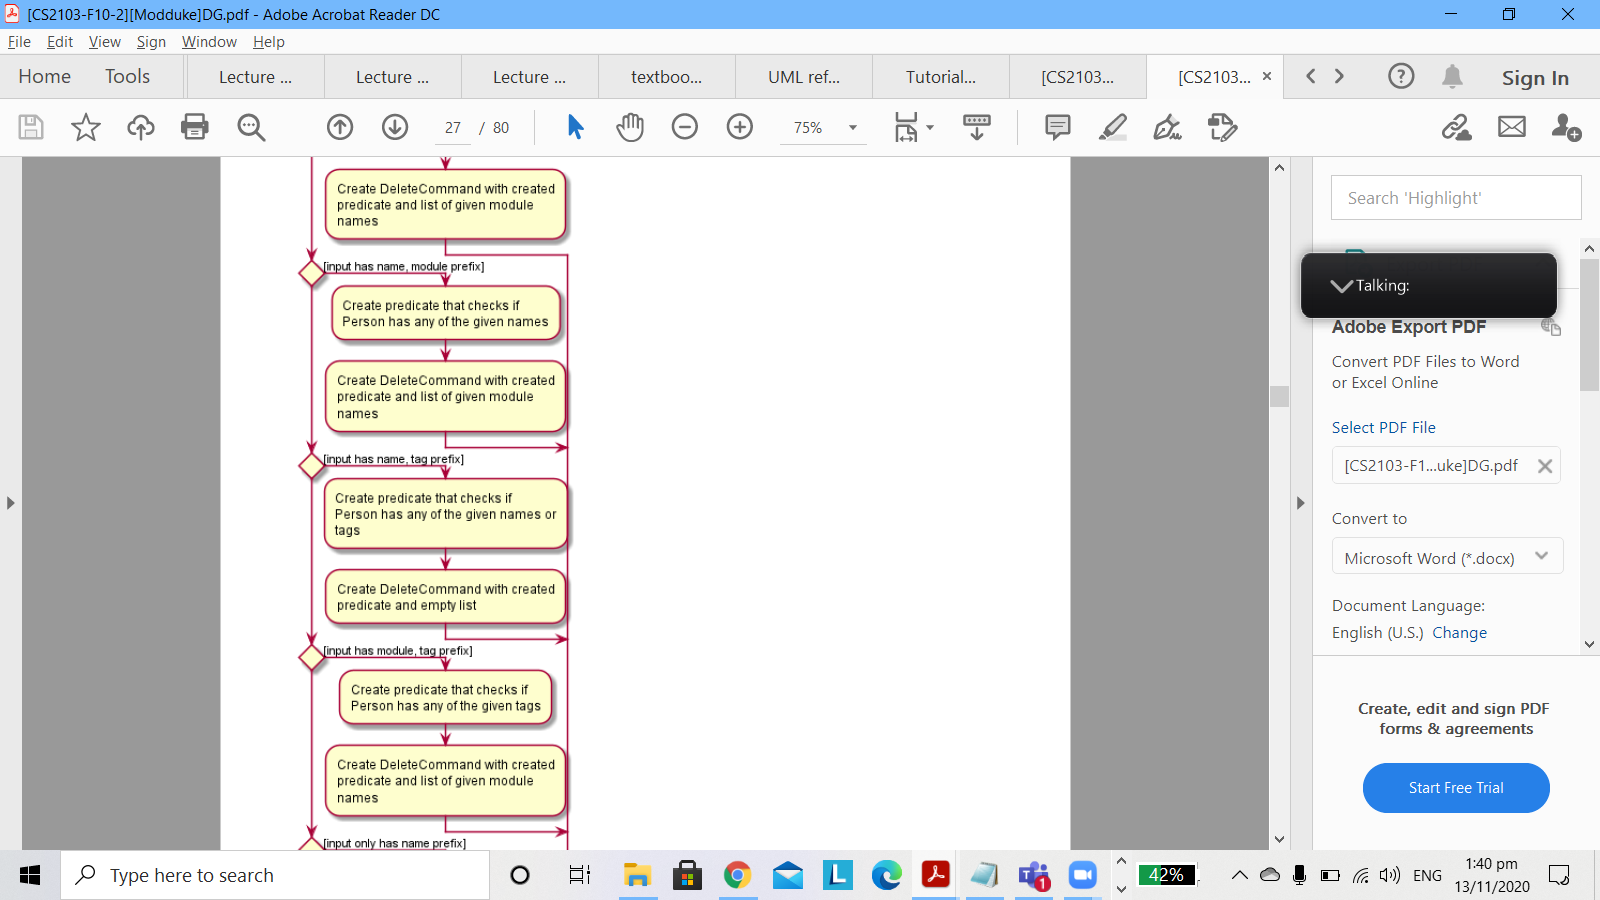 [CS2103-F10-2][Modduke]DG.pdf - Adobe Acrobat Reader DC
File Edit View Sign Window Help
Home Tools Lecture ... Lecture ... Lecture ... textboo... UML ref... Tutorial... [CS2103... [CS2103... Sign In
27 / 80 75%
Create DeleteCommand with created
predicate and list of given module
names
[input has name, module prefix]
Create predicate that checks if
Person has any of the given names
Create DeleteCommand with created
predicate and list of given module
names
[input has name, tag prefix]
Create predicate that checks if
Person has any of the given names or
tags
Create DeleteCommand with created
predicate and empty list
[input has module, tag prefix]
Create predicate that checks if
Person has any of the given tags
Create DeleteCommand with created
predicate and list of given module
names
[input only has name prefix]
Search 'Highlight'
Talking:
Adobe Export PDF
Convert PDF Files to Word
or Excel Online
Select PDF File
[CS2103-F1...uke]DG.pdf
Convert to
Microsoft Word (*.docx)
Document Language:
English (U.S.) Change
Create, edit and sign PDF
forms & agreements
Start Free Trial
Type here to search
L
1
42%
ENG
1:40 pm
13/11/2020